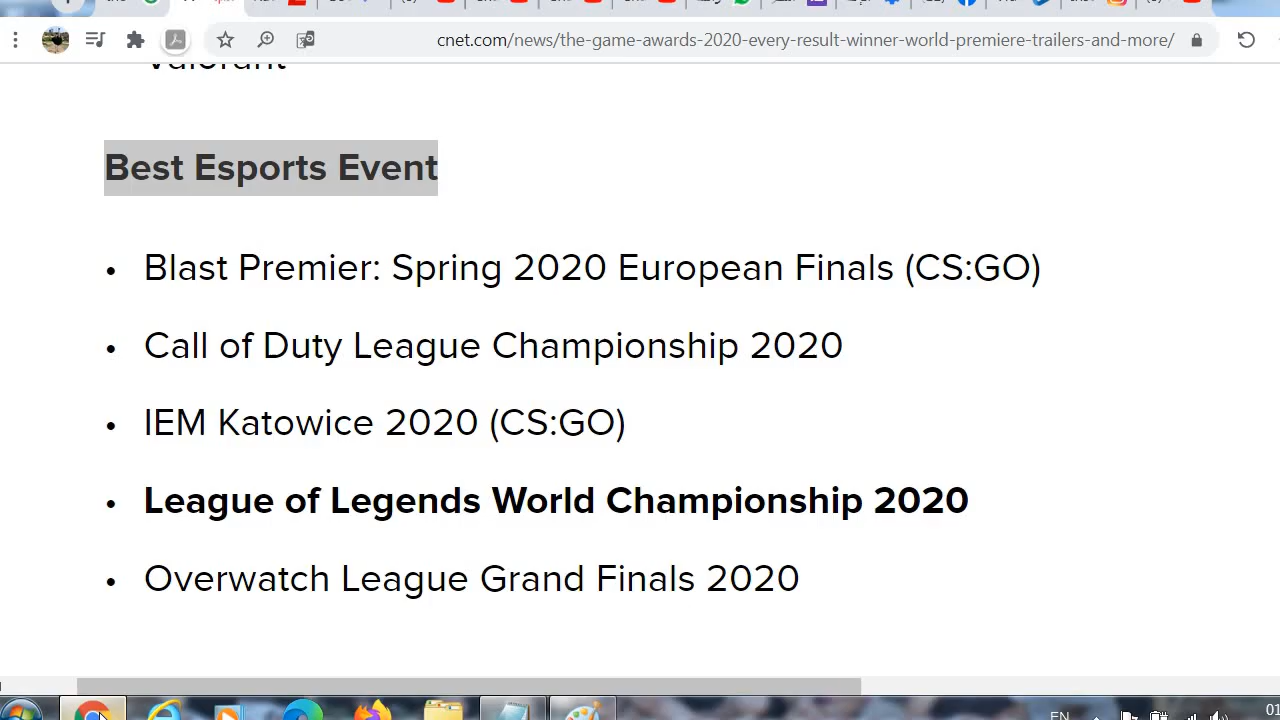 cnet.com/news/the-game-awards-2020-every-result-winner-world-premiere-trailers-and-more/
Valorant
Best Esports Event
• Blast Premier: Spring 2020 European Finals (CS:GO)
• Call of Duty League Championship 2020
• IEM Katowice 2020 (CS:GO)
• League of Legends World Championship 2020
• Overwatch League Grand Finals 2020
EN